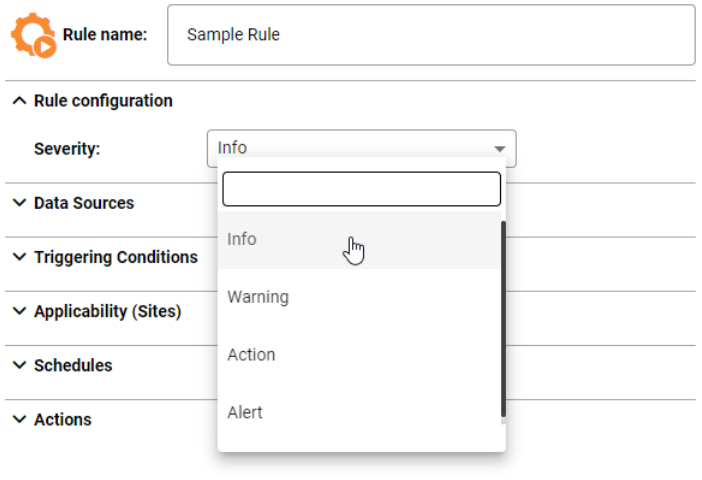 Rule name: Sample Rule
Rule configuration
Severity: Info
Data Sources
Info
Triggering Conditions
Warning
Applicability (Sites)
Action
Schedules
Alert
Actions